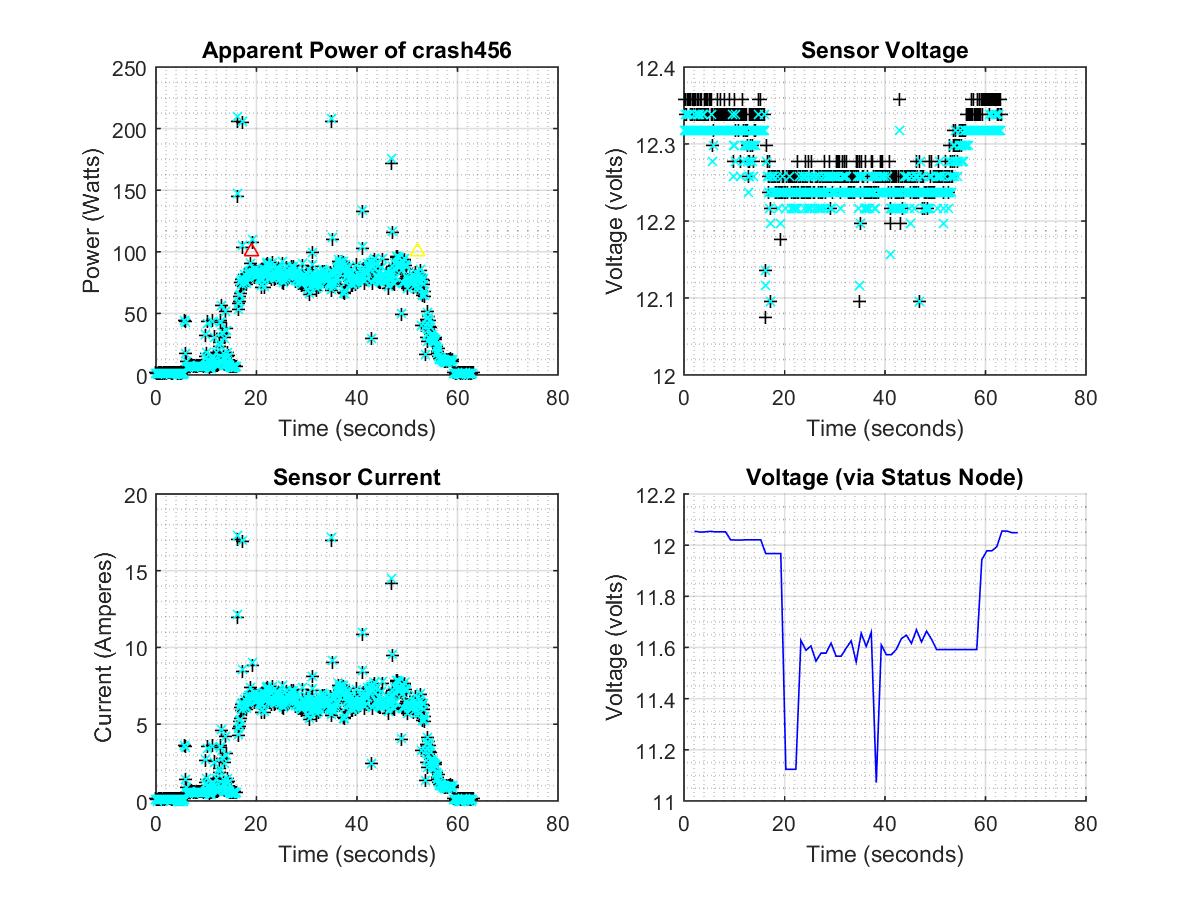 Apparent Power of crash456
250
200
150
100
50
0
Power (Watts)
0 20 40 60 80
Time (seconds)
Sensor Voltage
12.4
12.3
12.2
12.1
12
Voltage (volts)
0 20 40 60 80
Time (seconds)
Sensor Current
20
15
10
5
0
Current (Amperes)
0 20 40 60 80
Time (seconds)
Voltage (via Status Node)
12.2
12
11.8
11.6
11.4
11.2
11
Voltage (volts)
0 20 40 60 80
Time (seconds)